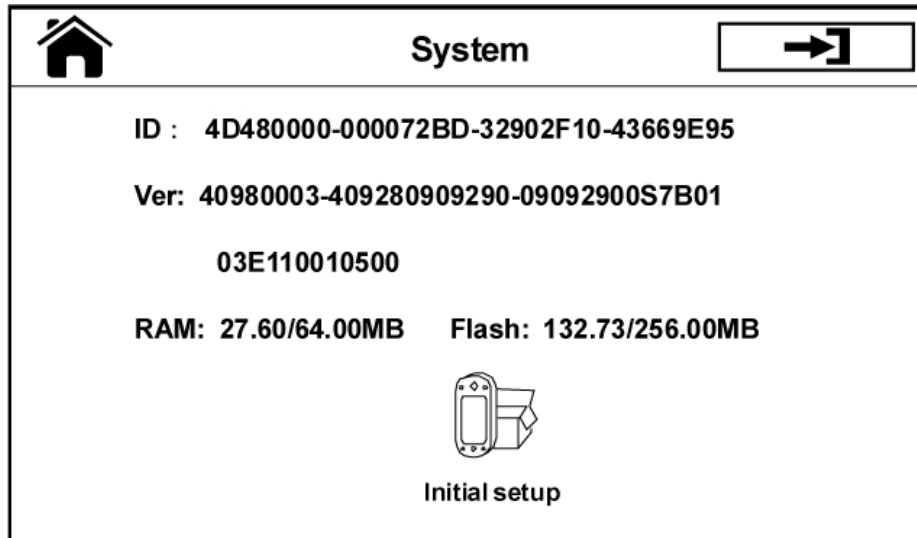 System
ID : 4D480000-000072BD-32902F10-43669E95
Ver: 40980003-409280909290-09092900S7B01
03E110010500
RAM: 27.60/64.00MB Flash: 132.73/256.00MB
Initial setup